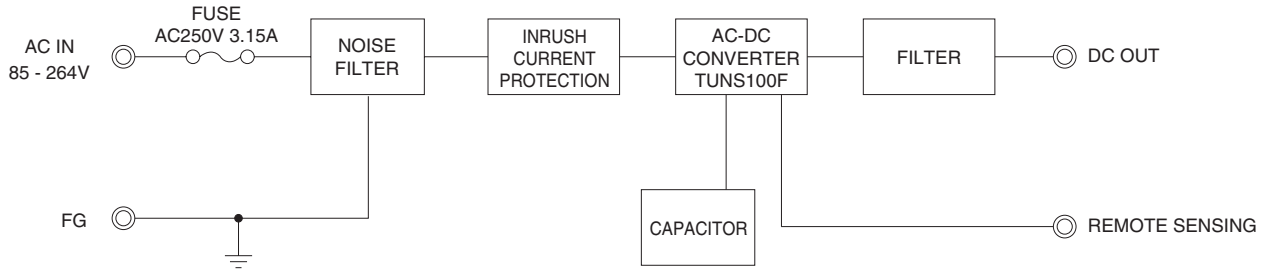 FUSE
AC250V 3.15A
AC IN
85 - 264V
NOISE
FILTER
INRUSH
CURRENT
PROTECTION
AC-DC
CONVERTER
TUNS100F
FILTER
DC OUT
FG
CAPACITOR
REMOTE SENSING